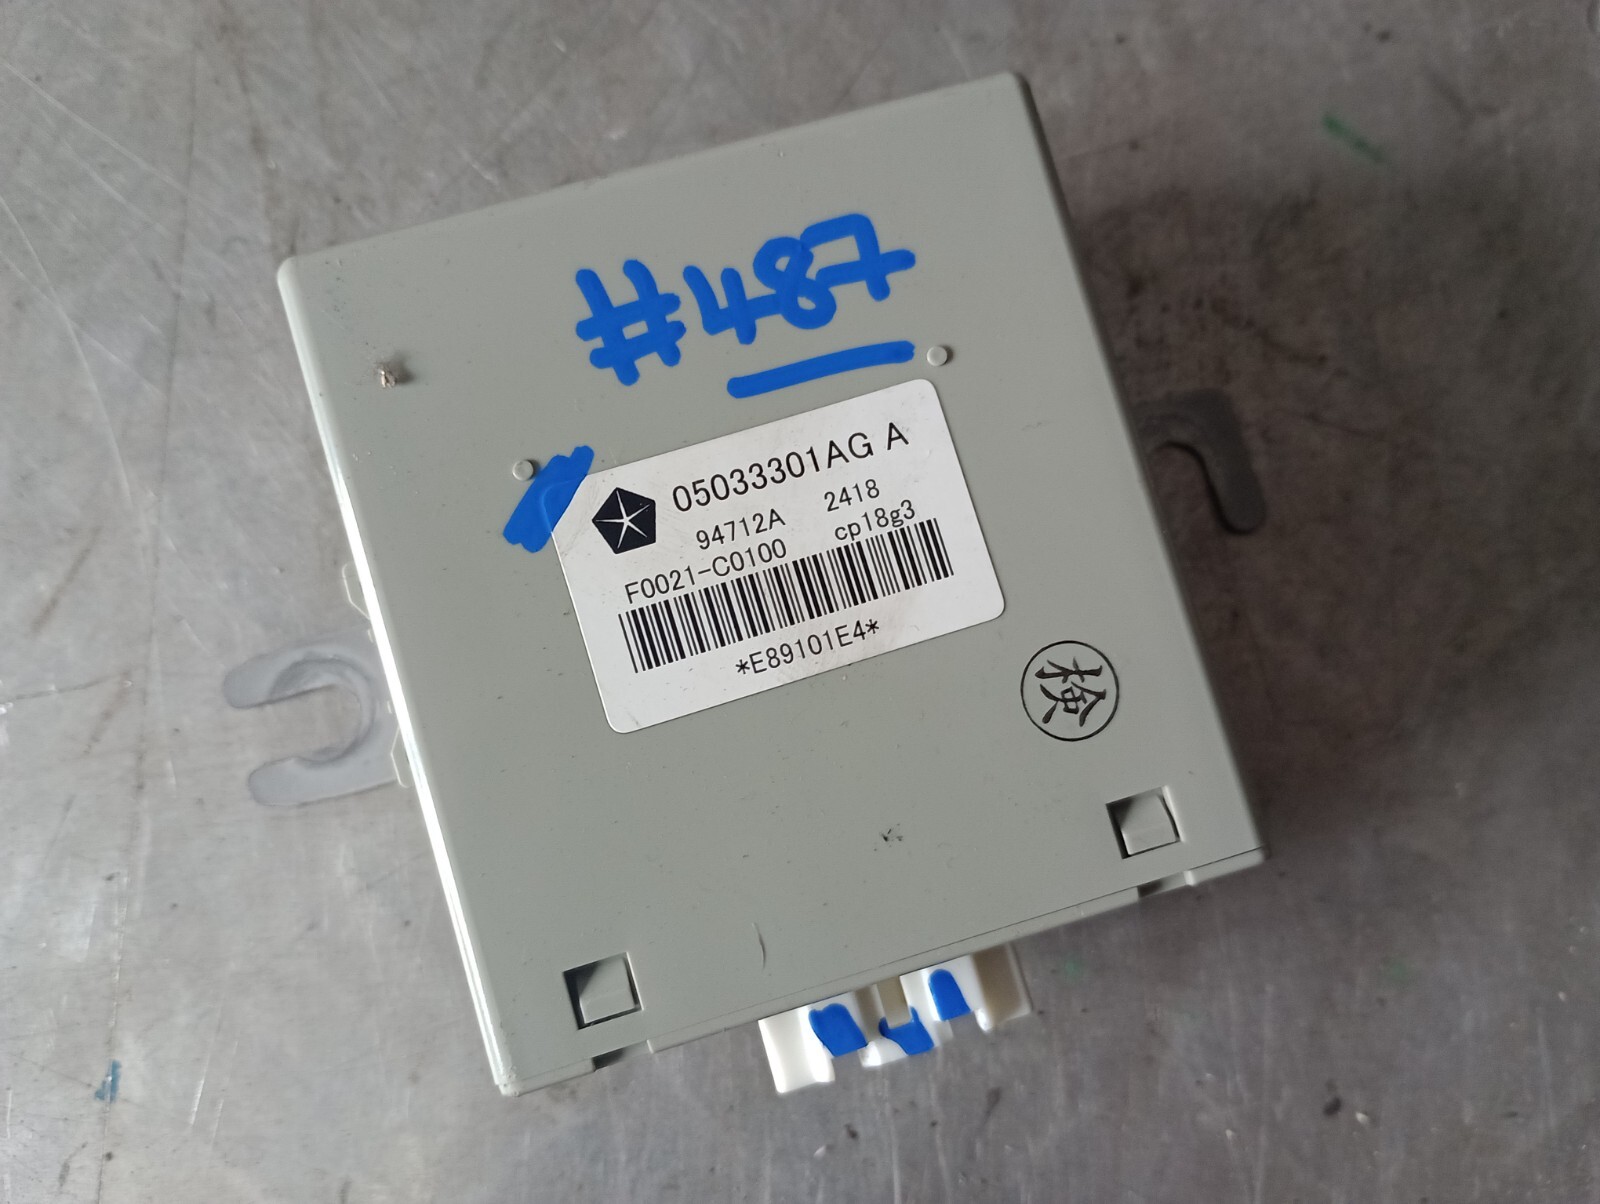 #487
05033301AG A
94712A 2418
F0021-C0100 cp18g3
*E89101E4*
検